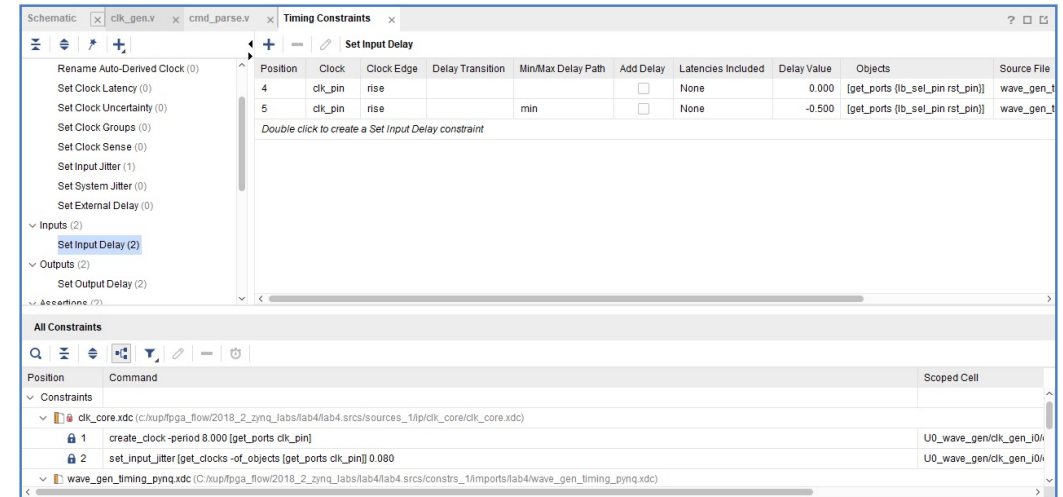 Schematic clk_gen.v cmd_parse.v Timing Constraints
Set Input Delay
Rename Auto-Derived Clock (0)
Set Clock Latency (0)
Set Clock Uncertainty (0)
Set Clock Groups (0)
Set Clock Sense (0)
Set Input Jitter (1)
Set System Jitter (0)
Set External Delay (0)
Inputs (2)
Set Input Delay (2)
Outputs (2)
Set Output Delay (2)
Assertions (2)
Position Clock Clock Edge Delay Transition Min/Max Delay Path Add Delay Latencies Included Delay Value Objects Source File
4 clk_pin rise None 0.000 [get_ports {lb_sel_pin rst_pin}] wave_gen_t
5 clk_pin rise min None -0.500 [get_ports {lb_sel_pin rst_pin}] wave_gen_t
Double click to create a Set Input Delay constraint
All Constraints
Position Command Scoped Cell
Constraints
clk_core.xdc (c:/xup/fpga_flow/2018_2_zynq_labs/lab4/lab4.srcs/sources_1/ip/clk_core/clk_core.xdc)
1 create_clock -period 8.000 [get_ports clk_pin] U0_wave_gen/clk_gen_i0/
2 set_input_jitter [get_clocks -of_objects [get_ports clk_pin]] 0.080 U0_wave_gen/clk_gen_i0/
wave_gen_timing_pynq.xdc (C:/xup/fpga_flow/2018_2_zynq_labs/lab4/lab4.srcs/constrs_1/imports/lab4/wave_gen_timing_pynq.xdc)